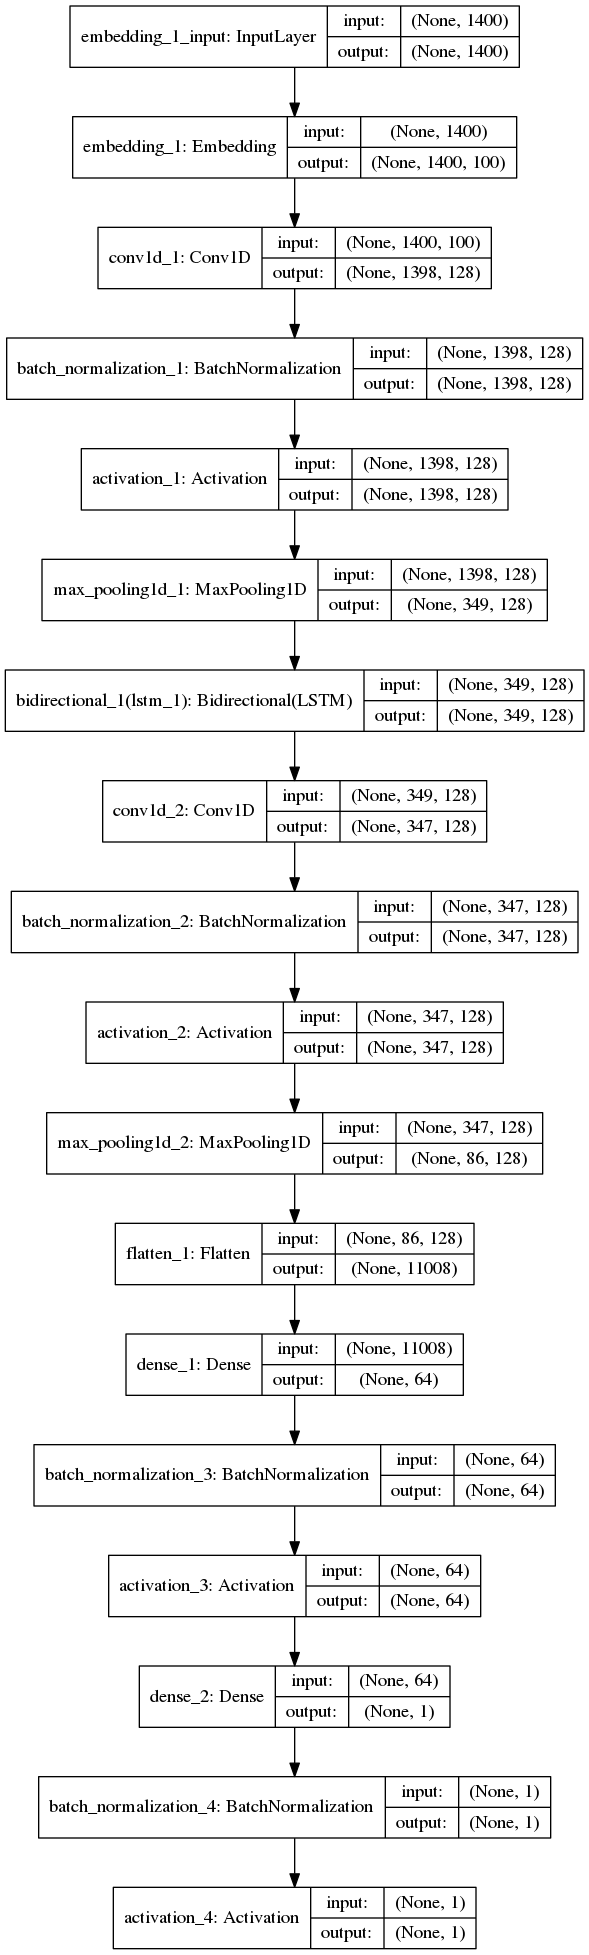 embedding_1_input: InputLayer
input: (None, 1400)
output: (None, 1400)
embedding_1: Embedding
input: (None, 1400)
output: (None, 1400, 100)
conv1d_1: Conv1D
input: (None, 1400, 100)
output: (None, 1398, 128)
batch_normalization_1: BatchNormalization
input: (None, 1398, 128)
output: (None, 1398, 128)
activation_1: Activation
input: (None, 1398, 128)
output: (None, 1398, 128)
max_pooling1d_1: MaxPooling1D
input: (None, 1398, 128)
output: (None, 349, 128)
bidirectional_1(lstm_1): Bidirectional(LSTM)
input: (None, 349, 128)
output: (None, 349, 128)
conv1d_2: Conv1D
input: (None, 349, 128)
output: (None, 347, 128)
batch_normalization_2: BatchNormalization
input: (None, 347, 128)
output: (None, 347, 128)
activation_2: Activation
input: (None, 347, 128)
output: (None, 347, 128)
max_pooling1d_2: MaxPooling1D
input: (None, 347, 128)
output: (None, 86, 128)
flatten_1: Flatten
input: (None, 86, 128)
output: (None, 11008)
dense_1: Dense
input: (None, 11008)
output: (None, 64)
batch_normalization_3: BatchNormalization
input: (None, 64)
output: (None, 64)
activation_3: Activation
input: (None, 64)
output: (None, 64)
dense_2: Dense
input: (None, 64)
output: (None, 1)
batch_normalization_4: BatchNormalization
input: (None, 1)
output: (None, 1)
activation_4: Activation
input: (None, 1)
output: (None, 1)